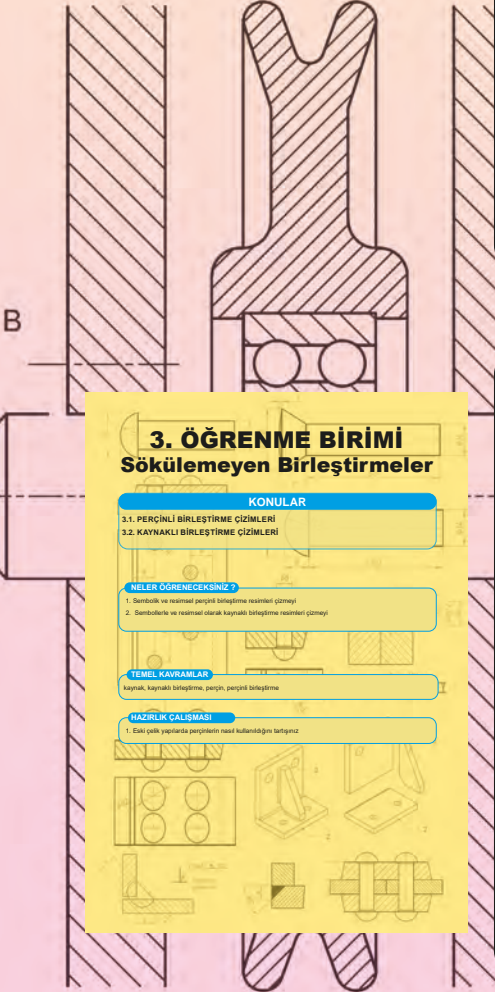 B
3. ÖĞRENME BİRİMİ
Sökülemeyen Birleştirmeler
KONULAR
3.1. PERÇİNLİ BİRLEŞTİRME ÇİZİMLERİ
3.2. KAYNAKLI BİRLEŞTİRME ÇİZİMLERİ
NELER ÖĞRENECEKSİNİZ ?
1. Sembolik ve resimsel perçinli birleştirme resimleri çizmeyi
2. Sembollerle ve resimsel olarak kaynaklı birleştirme resimleri çizmeyi
TEMEL KAVRAMLAR
kaynak, kaynaklı birleştirme, perçin, perçinli birleştirme
HAZIRLIK ÇALIŞMASI
1. Eski çelik yapılarda perçinlerin nasıl kullanıldığını tartışınız